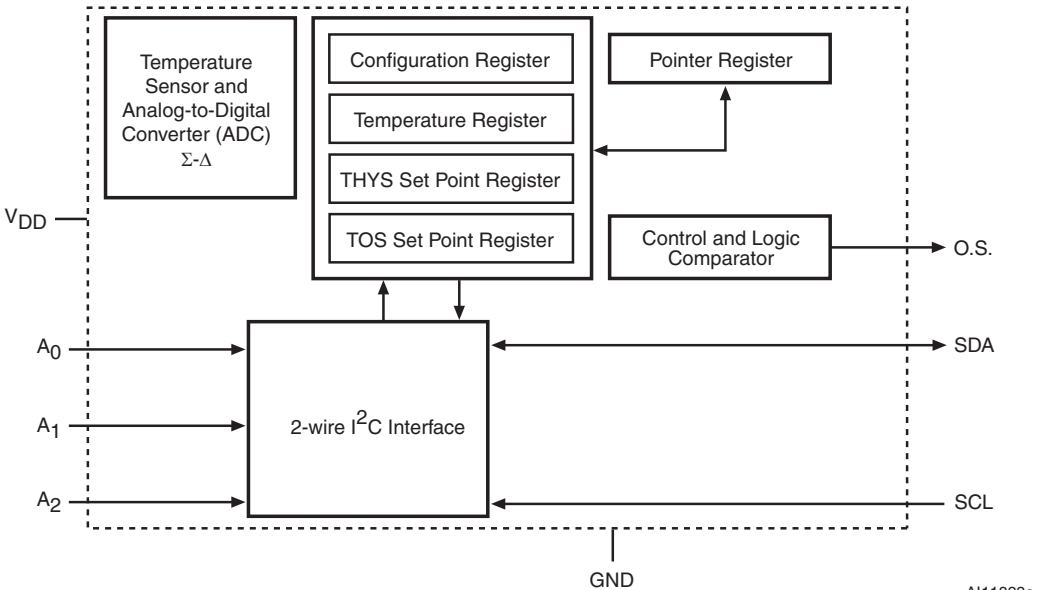 Temperature
Sensor and
Analog-to-Digital
Converter (ADC)
Σ-Δ
Configuration Register
Temperature Register
THYS Set Point Register
TOS Set Point Register
Pointer Register
Control and Logic
Comparator
VDD
O.S.
A0
A1
A2
2-wire I2C Interface
SDA
SCL
GND